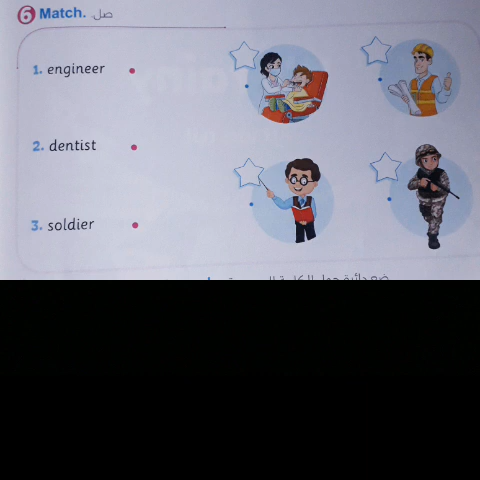 6 Match. صل.
1. engineer
2. dentist
3. soldier